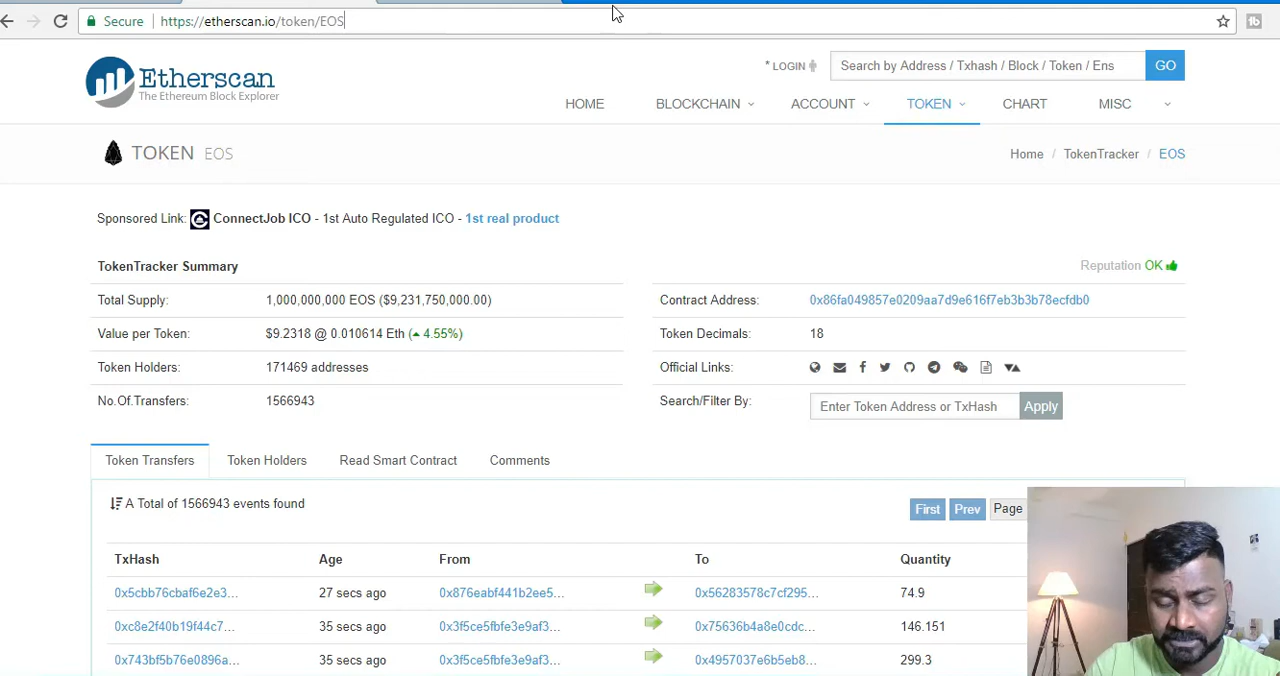 Secure https://etherscan.io/token/EOS
Etherscan
The Ethereum Block Explorer
* LOGIN
Search by Address / Txhash / Block / Token / Ens
GO
HOME BLOCKCHAIN ACCOUNT TOKEN CHART MISC
TOKEN EOS
Home / TokenTracker / EOS
Sponsored Link: ConnectJob ICO - 1st Auto Regulated ICO - 1st real product
TokenTracker Summary
Reputation OK
Total Supply: 1,000,000,000 EOS ($9,231,750,000.00)
Contract Address: 0x86fa049857e0209aa7d9e616f7eb3b3b78ecfdb0
Value per Token: $9.2318 @ 0.010614 Eth (4.55%)
Token Decimals: 18
Token Holders: 171469 addresses
Official Links:
No.Of.Transfers: 1566943
Search/Filter By: Enter Token Address or TxHash Apply
Token Transfers Token Holders Read Smart Contract Comments
A Total of 1566943 events found
First Prev Page
TxHash Age From To Quantity
0x5cbb76cbaf6e2e3... 27 secs ago 0x876eabf441b2ee5... 0x56283578c7cf295... 74.9
0xc8e2f40b19f44c7... 35 secs ago 0x3f5ce5fbfe3e9af3... 0x75636b4a8e0cdc... 146.151
0x743bf5b76e0896a... 35 secs ago 0x3f5ce5fbfe3e9af3... 0x4957037e6b5eb8... 299.3